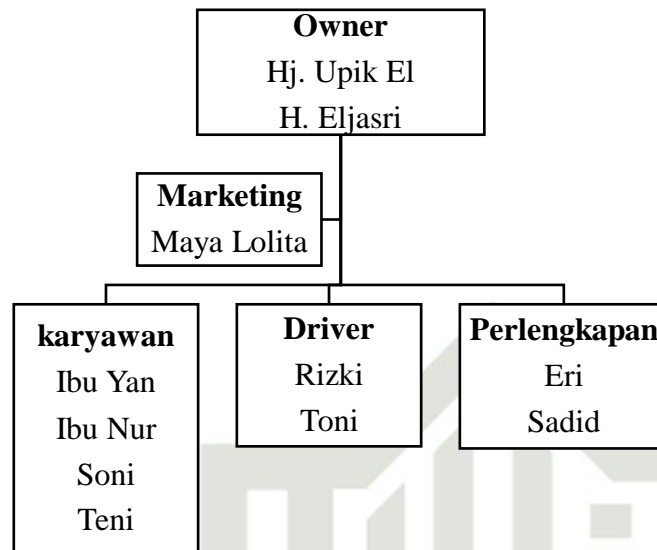 Owner
Hj. Upik El
H. Eljasri
Marketing
Maya Lolita
karyawan
Ibu Yan
Ibu Nur
Soni
Teni
Driver
Rizki
Toni
Perlengkapan
Eri
Sadid